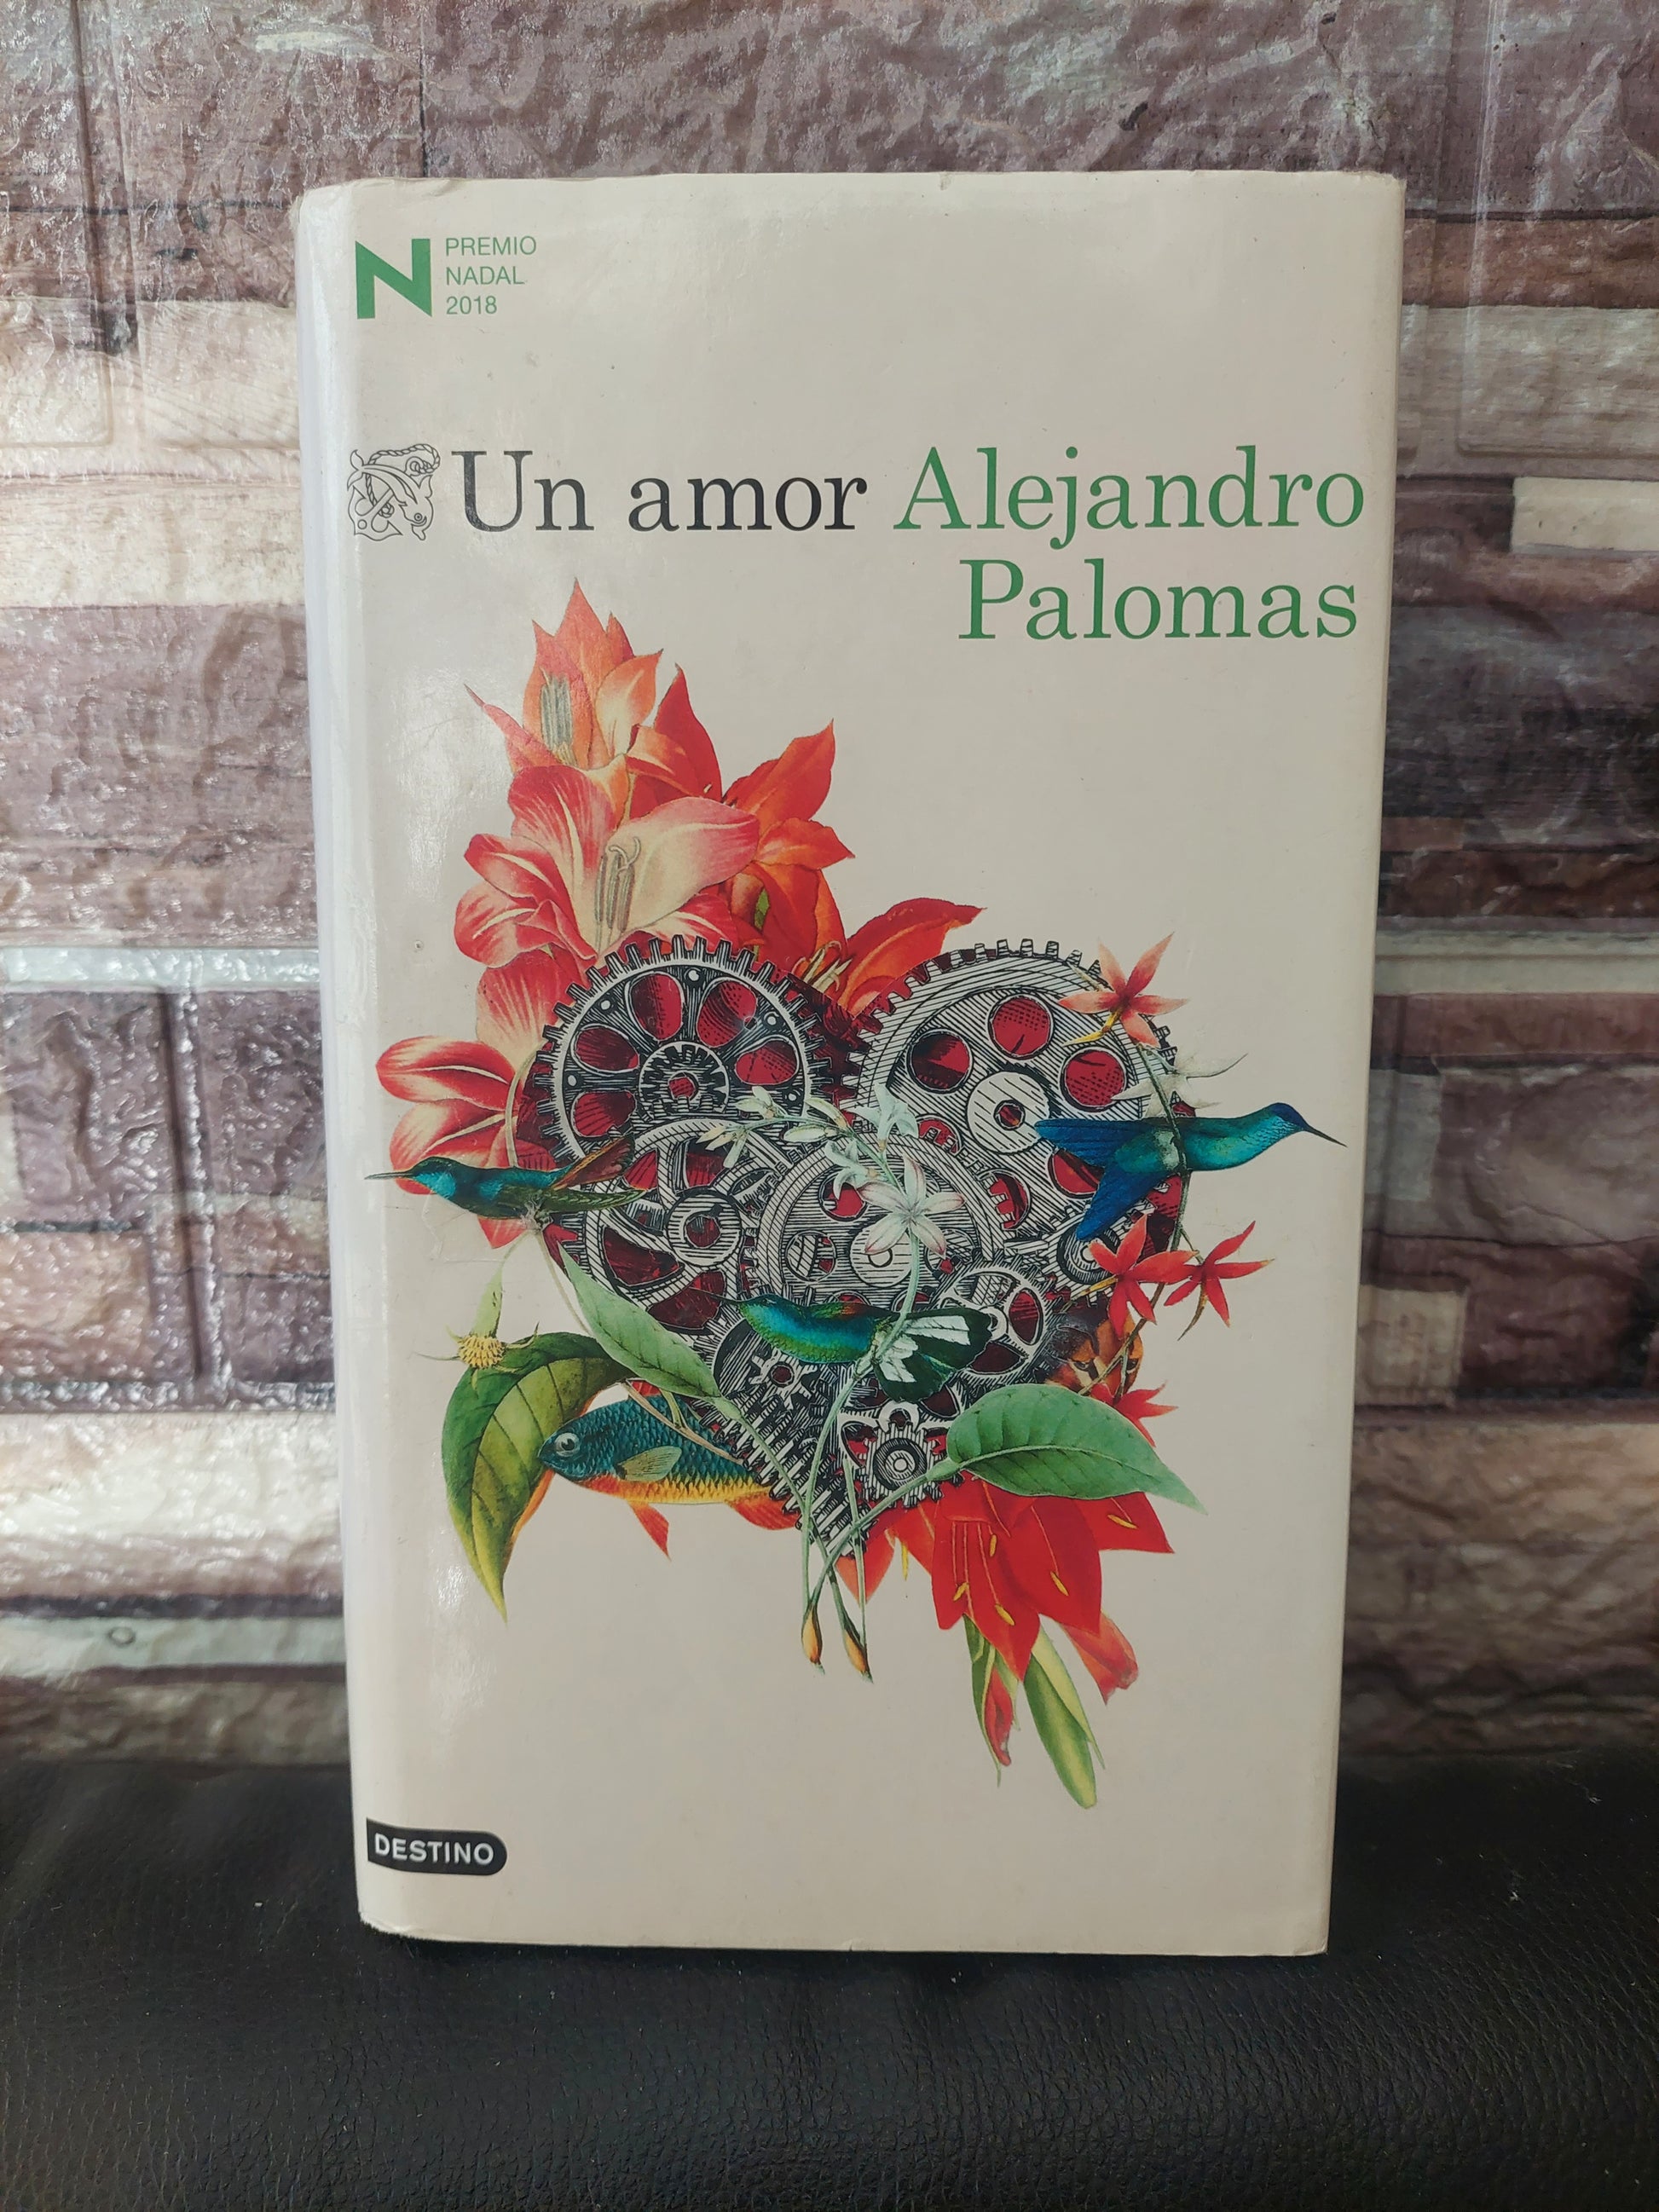 N PREMIO
NADAL
2018
Un amor Alejandro
Palomas
DESTINO